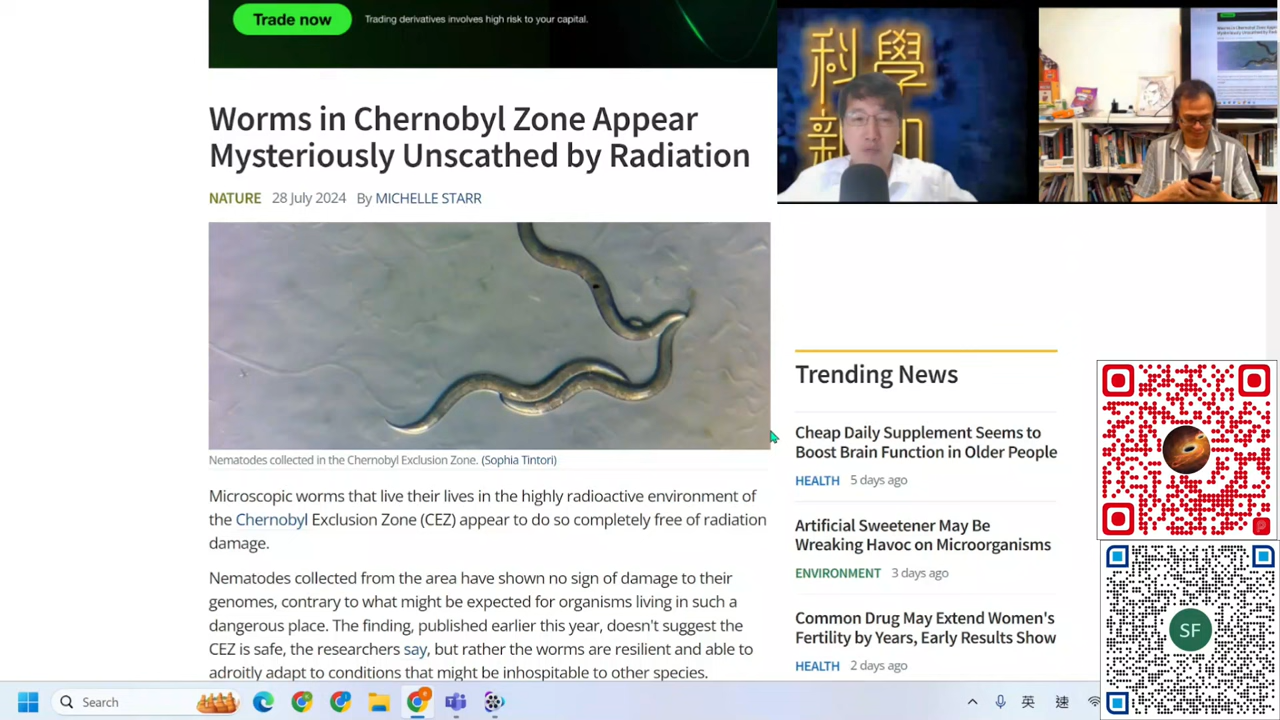 Trade now
Trading derivatives involves high risk to your capital.
科學
新知
Worms in Chernobyl Zone Appear
Mysteriously Unscathed by Radiation
NATURE 28 July 2024 By MICHELLE STARR
Nematodes collected in the Chernobyl Exclusion Zone. (Sophia Tintori)
Microscopic worms that live their lives in the highly radioactive environment of
the Chernobyl Exclusion Zone (CEZ) appear to do so completely free of radiation
damage.
Nematodes collected from the area have shown no sign of damage to their
genomes, contrary to what might be expected for organisms living in such a
dangerous place. The finding, published earlier this year, doesn't suggest the
CEZ is safe, the researchers say, but rather the worms are resilient and able to
adroitly adapt to conditions that might be inhospitable to other species.
Trending News
Cheap Daily Supplement Seems to
Boost Brain Function in Older People
HEALTH 5 days ago
Artificial Sweetener May Be
Wreaking Havoc on Microorganisms
ENVIRONMENT 3 days ago
Common Drug May Extend Women's
Fertility by Years, Early Results Show
HEALTH 2 days ago
SF
Search
英
速